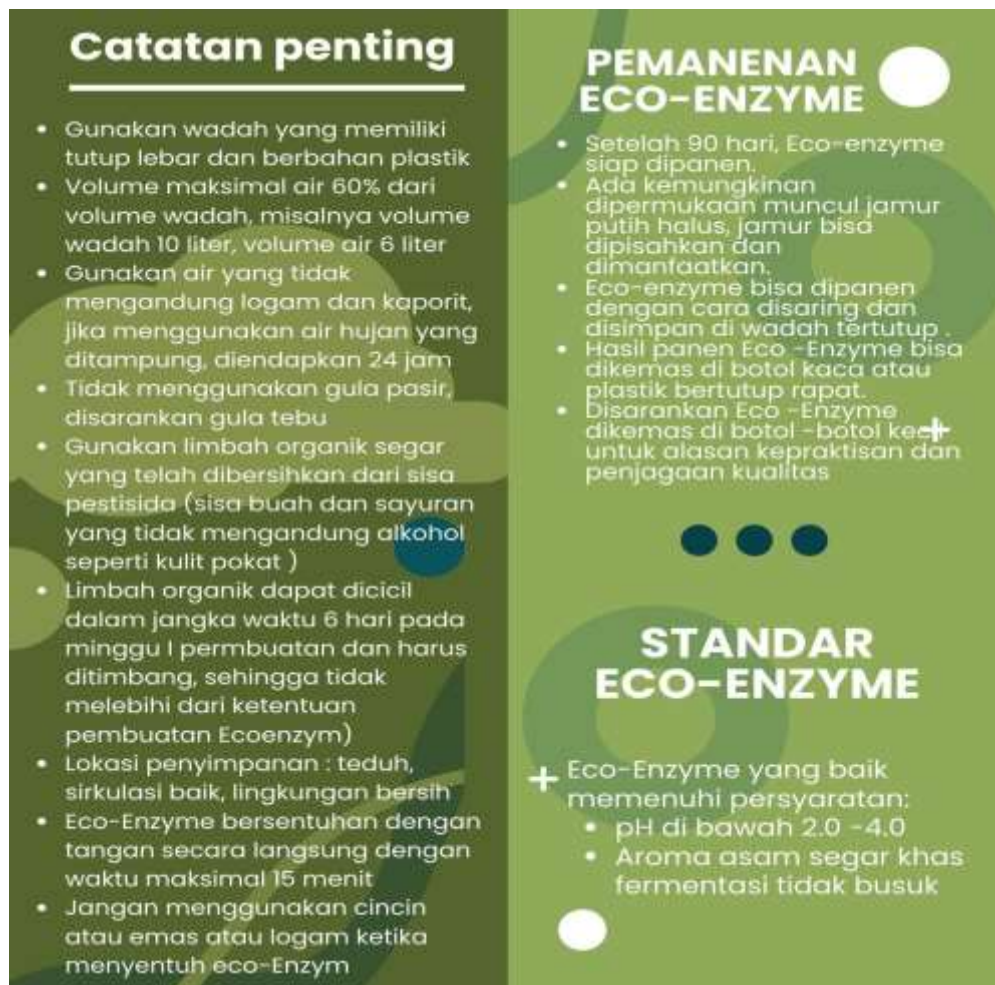 Catatan penting
• Gunakan wadah yang memiliki
tutup lebar dan berbahan plastik
• Volume maksimal air 60% dari
volume wadah, misalnya volume
wadah 10 liter, volume air 6 liter
• Gunakan air yang tidak
mengandung logam dan kaporit,
jika menggunakan air hujan yang
ditampung, diendapkan 24 jam
• Tidak menggunakan gula pasir,
disarankan gula tebu
• Gunakan limbah organik segar
yang telah dibersihkan dari sisa
pestisida (sisa buah dan sayuran
yang tidak mengandung alkohol
seperti kulit pokat )
• Limbah organik dapat dicicil
dalam jangka waktu 6 hari pada
minggu I permbuatan dan harus
ditimbang, sehingga tidak
melebihi dari ketentuan
pembuatan Ecoenzym)
• Lokasi penyimpanan : teduh,
sirkulasi baik, lingkungan bersih
• Eco-Enzyme bersentuhan dengan
tangan secara langsung dengan
waktu maksimal 15 menit
• Jangan menggunakan cincin
atau emas atau logam ketika
menyentuh eco-Enzym
PEMANENAN
ECO-ENZYME
• Setelah 90 hari, Eco-enzyme
siap dipanen.
• Ada kemungkinan
dipermukaan muncul jamur
putih halus, jamur bisa
dipisahkan dan
dimanfaatkan.
• Eco-enzyme bisa dipanen
dengan cara disaring dan
disimpan di wadah tertutup .
• Hasil panen Eco -Enzyme bisa
dikemas di botol kaca atau
plastik bertutup rapat.
• Disarankan Eco -Enzyme
dikemas di botol -botol
untuk alasan kepraktisan dan
penjagaan kualitas
STANDAR
ECO-ENZYME
Eco-Enzyme yang baik
memenuhi persyaratan:
• pH di bawah 2.0 -4.0
• Aroma asam segar khas
fermentasi tidak busuk